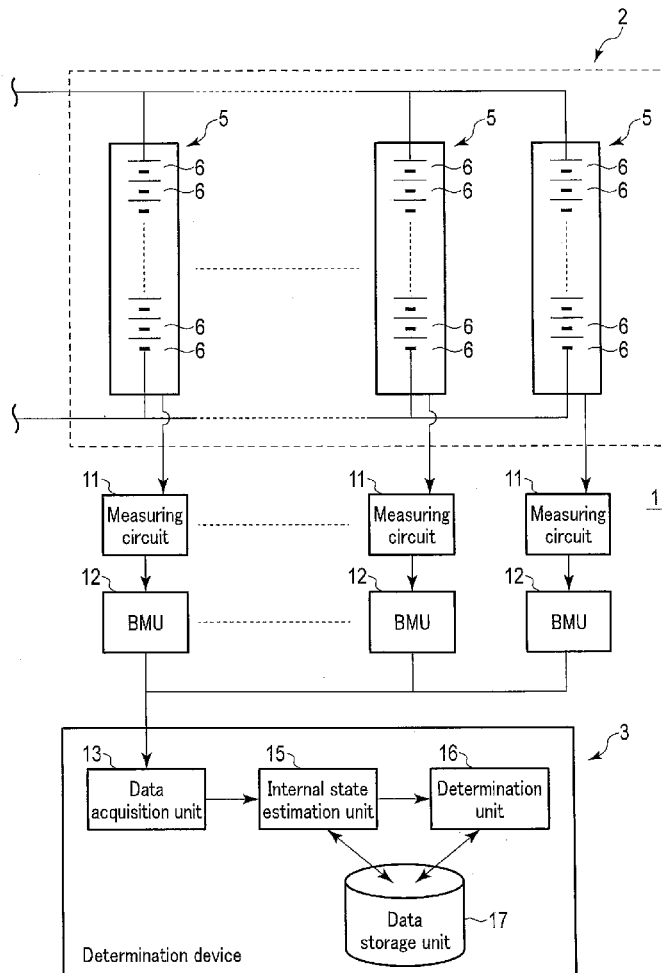 2
5 5 5
6 6 6
6 6 6
6 6 6
6 6 6
11 11 11
1
Measuring
circuit
Measuring
circuit
Measuring
circuit
12 12 12
BMU BMU BMU
3
13 15 16
Data
acquisition unit
Internal state
estimation unit
Determination
unit
Data
storage unit
17
Determination device